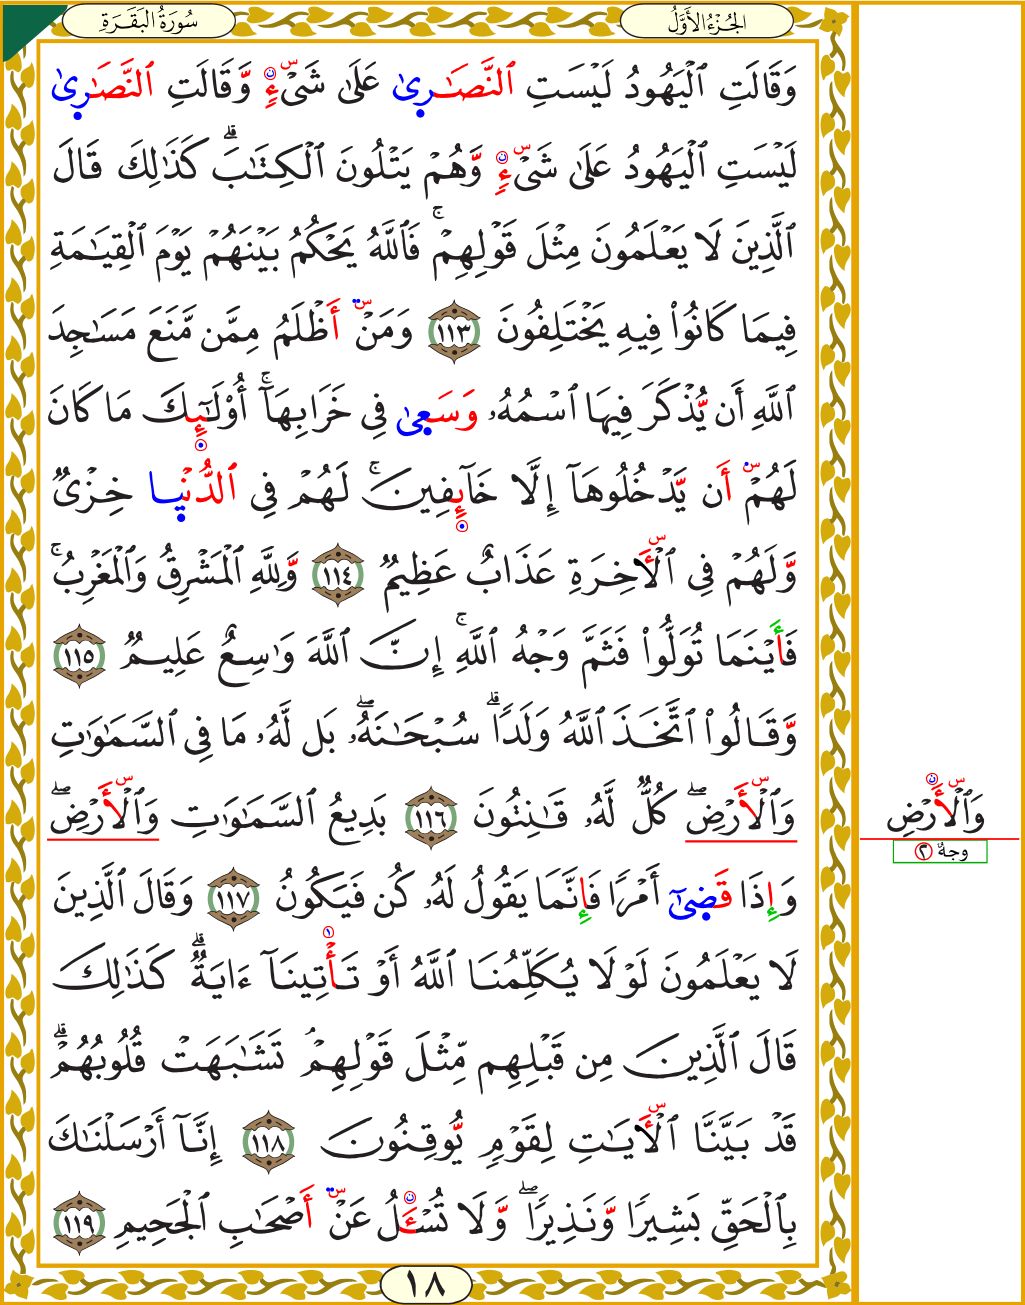 الجُزْءُ الأَوَّلُ
سُورَةُ البَقَرَةِ
وَقَالَتِ ٱلْيَهُودُ لَيْسَتِ ٱلنَّصَٰرِىٰ عَلَىٰ شَىْءٍ وَّقَالَتِ ٱلنَّصَٰرِىٰ
لَيْسَتِ ٱلْيَهُودُ عَلَىٰ شَىْءٍ وَّهُمْ يَتْلُونَ ٱلْكِتَٰبَۗ كَذَٰلِكَ قَالَ
ٱلَّذِينَ لَا يَعْلَمُونَ مِثْلَ قَوْلِهِمْۚ فَٱللَّهُ يَحْكُمُ بَيْنَهُمْ يَوْمَ ٱلْقِيَٰمَةِ
فِيمَا كَانُوا۟ فِيهِ يَخْتَلِفُونَ ١١٣ وَمَنْ أَظْلَمُ مِمَّن مَّنَعَ مَسَٰجِدَ
ٱللَّهِ أَن يُّذْكَرَ فِيهَا ٱسْمُهُۥ وَسَعِىٰ فِى خَرَابِهَآۚ أُو۟لَٰٓئِكَ مَا كَانَ
لَهُمْ أَن يَّدْخُلُوهَآ إِلَّا خَآئِفِينَۚ لَهُمْ فِى ٱلدُّنْيِا خِزْىٌ
وَّلَهُمْ فِى ٱلْأَخِرَةِ عَذَابٌ عَظِيمٌ ١١٤ وَّلِلَّهِ ٱلْمَشْرِقُ وَٱلْمَغْرِبُۚ
فَأَيْنَمَا تُوَلُّوا۟ فَثَمَّ وَجْهُ ٱللَّهِۚ إِنَّ ٱللَّهَ وَٰسِعٌ عَلِيمٌ ١١٥
وَّقَالُوا۟ ٱتَّخَذَ ٱللَّهُ وَلَدًاۗ سُبْحَٰنَهُۥۖ بَل لَّهُۥ مَا فِى ٱلسَّمَٰوَٰتِ
وَٱلْأَرْضِۖ كُلٌّ لَّهُۥ قَٰنِتُونَ ١١٦ بَدِيعُ ٱلسَّمَٰوَٰتِ وَٱلْأَرْضِۖ
وَٱلْأَرْضِ
وجهٌ ٢
وَإِذَا قَضِىٰٓ أَمْرًا فَإِنَّمَا يَقُولُ لَهُۥ كُن فَيَكُونُ ١١٧ وَقَالَ ٱلَّذِينَ
لَا يَعْلَمُونَ لَوْلَا يُكَلِّمُنَا ٱللَّهُ أَوْ تَأْتِينَآ ءَايَةٌۗ كَذَٰلِكَ
قَالَ ٱلَّذِينَ مِن قَبْلِهِم مِّثْلَ قَوْلِهِمْۘ تَشَٰبَهَتْ قُلُوبُهُمْۗ
قَدْ بَيَّنَّا ٱلْأَيَٰتِ لِقَوْمٍ يُّوقِنُونَ ١١٨ إِنَّآ أَرْسَلْنَٰكَ
بِٱلْحَقِّ بَشِيرًا وَّنَذِيرًاۖ وَّلَا تُسْـَٔلُ عَنْ أَصْحَٰبِ ٱلْجَحِيمِ ١١٩
١٨